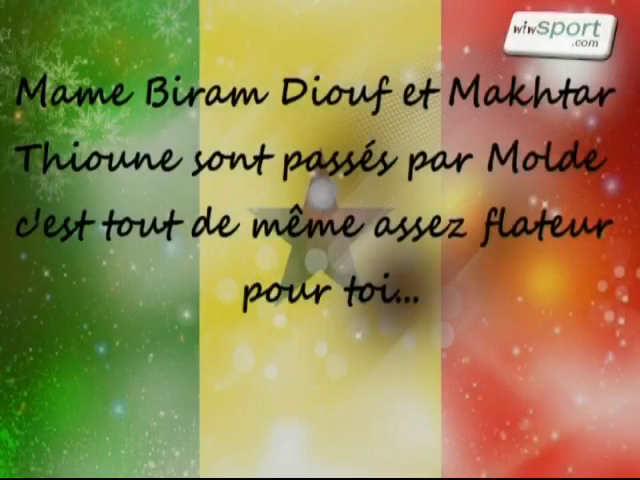 wiwsport
.com
Mame Biram Diouf et Makhtar
Thioune sont passés par Molde
c'est tout de même assez flateur
pour toi...